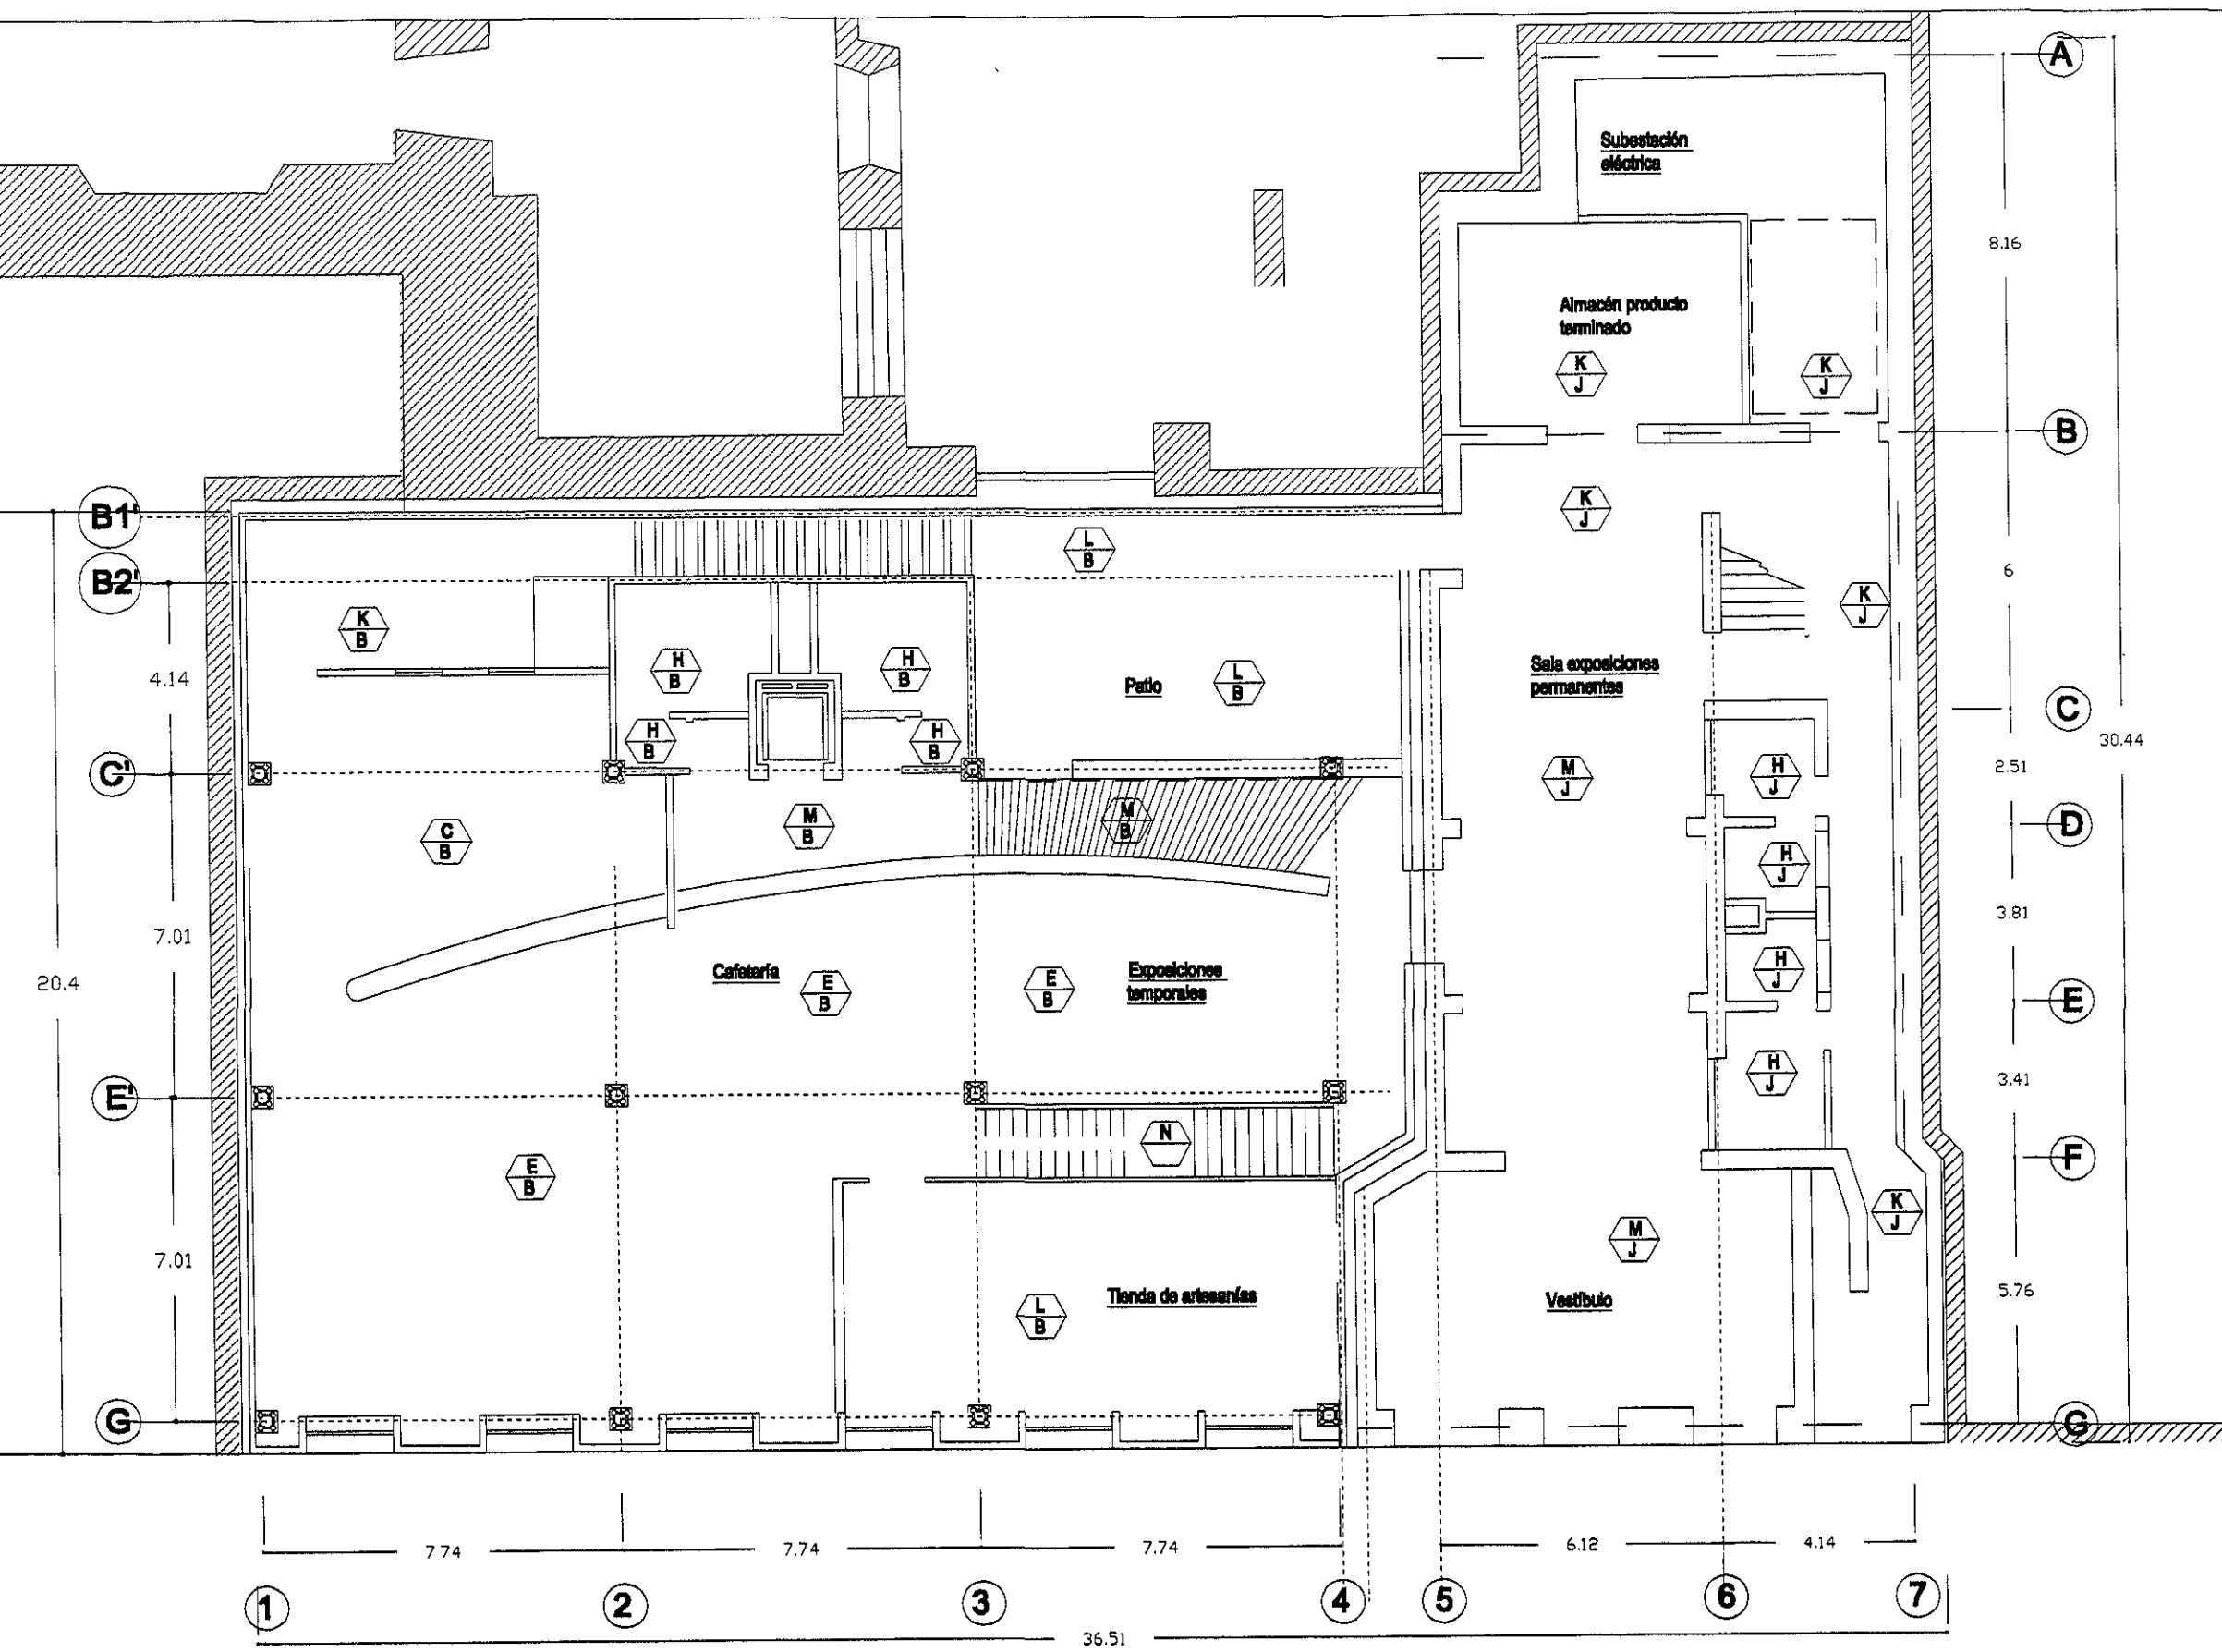 A
Subestación
eléctrica
8.16
Almacén producto
terminado
K
J
K
J
B
B1'
K
J
L
B
B2'
6
K
J
K
B
H
B
H
B
4.14
Patio
L
B
Sala exposiciones
permanentes
C
30.44
H
B
H
B
C'
2.51
M
J
H
J
C
B
M
B
M
B
D
H
J
7.01
3.81
20.4
Cafetería
E
B
E
B
Exposiciones
temporales
H
J
E
E'
H
J
3.41
N
F
E
B
K
J
M
J
7.01
Tienda de artesanías
L
B
Vestíbulo
5.76
G
G
7 74
7.74
7.74
6.12
4.14
1
2
3
4
5
6
7
36.51